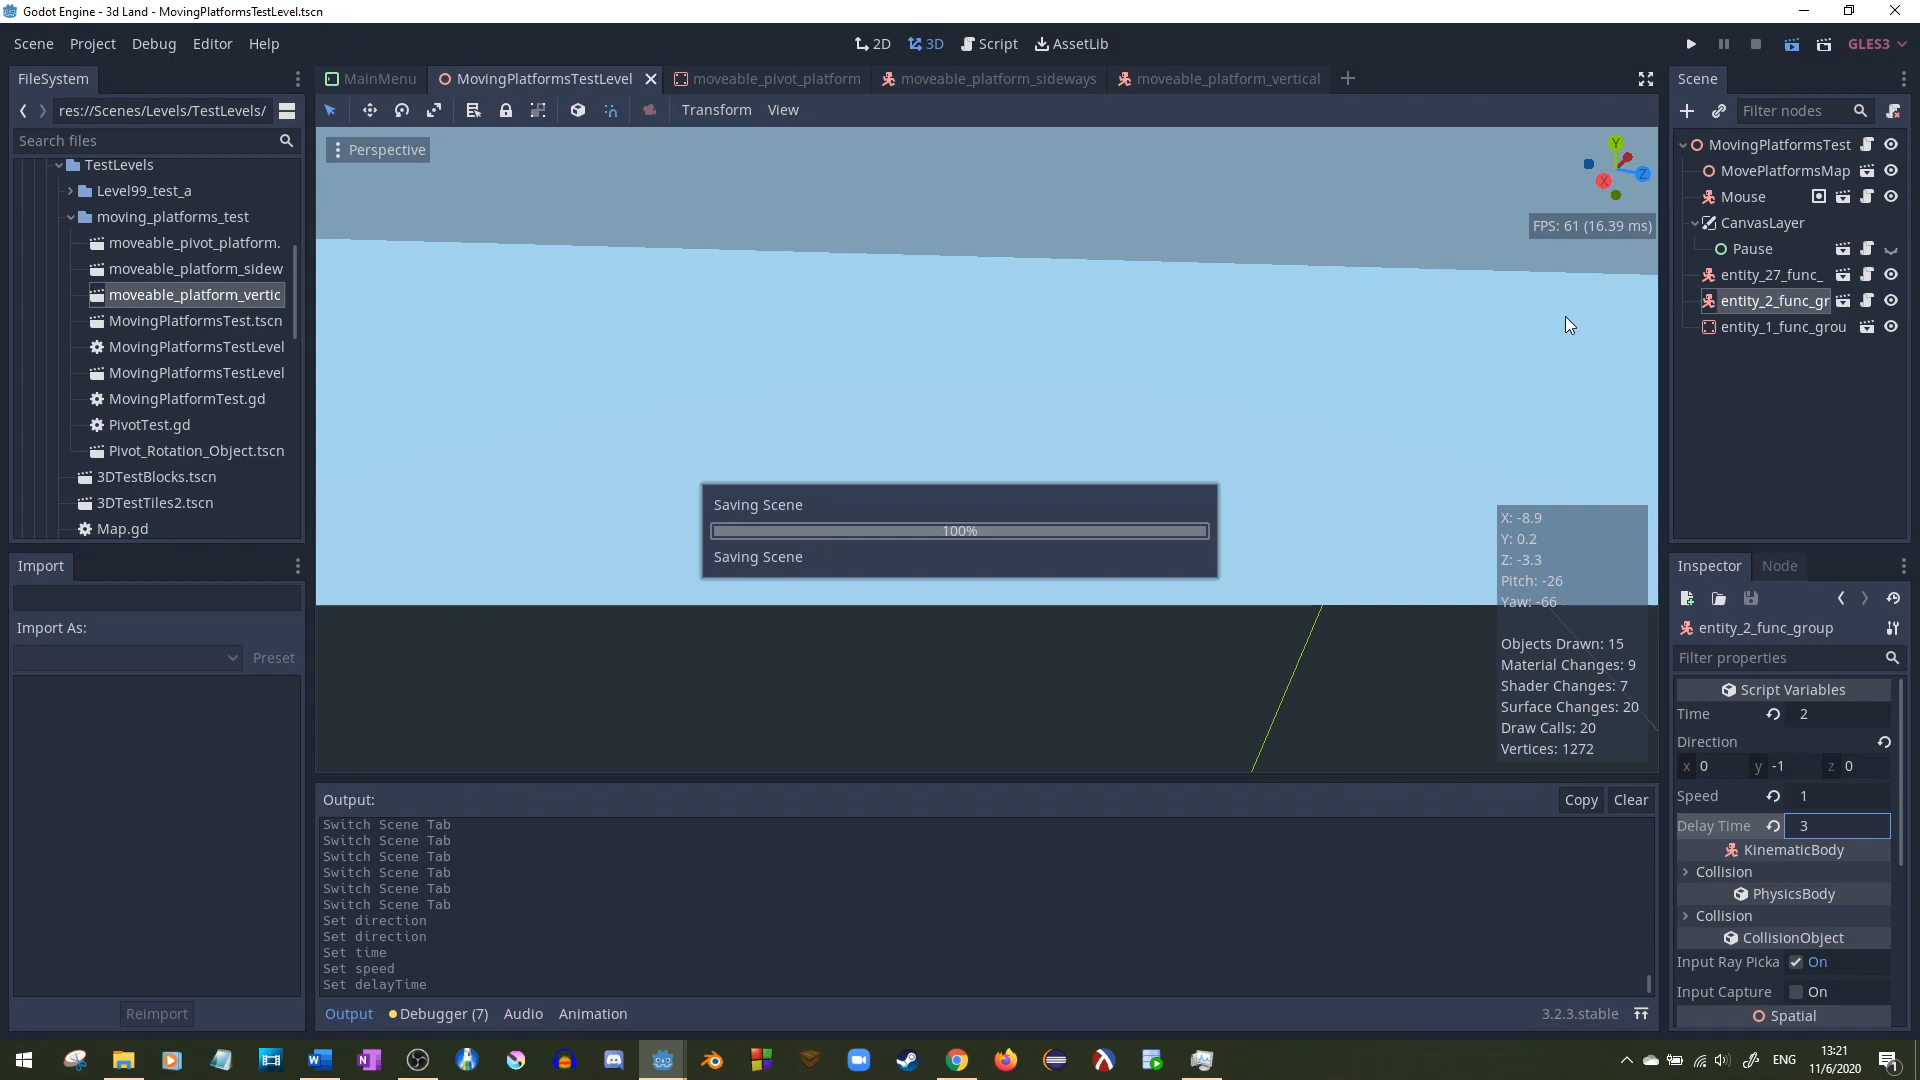 Godot Engine - 3d Land - MovingPlatformsTestLevel.tscn
Scene Project Debug Editor Help
2D 3D Script AssetLib
GLES3
FileSystem
res://Scenes/Levels/TestLevels/
Search files
TestLevels
Level99_test_a
moving_platforms_test
moveable_pivot_platform.
moveable_platform_sidew
moveable_platform_vertic
MovingPlatformsTest.tscn
MovingPlatformsTestLevel
MovingPlatformsTestLevel
MovingPlatformTest.gd
PivotTest.gd
Pivot_Rotation_Object.tscn
3DTestBlocks.tscn
3DTestTiles2.tscn
Map.gd
Import
Import As:
Preset
Reimport
MainMenu MovingPlatformsTestLevel moveable_pivot_platform moveable_platform_sideways moveable_platform_vertical
Transform View
Perspective
Y
X
Z
FPS: 61 (16.39 ms)
Saving Scene
100%
Saving Scene
X: -8.9
Y: 0.2
Z: -3.3
Pitch: -26
Yaw: -66
Objects Drawn: 15
Material Changes: 9
Shader Changes: 7
Surface Changes: 20
Draw Calls: 20
Vertices: 1272
Output:
Copy Clear
Switch Scene Tab
Switch Scene Tab
Switch Scene Tab
Switch Scene Tab
Switch Scene Tab
Switch Scene Tab
Set direction
Set direction
Set time
Set speed
Set delayTime
Output Debugger (7) Audio Animation
3.2.3.stable
Scene
Filter nodes
MovingPlatformsTest
MovePlatformsMap
Mouse
CanvasLayer
Pause
entity_27_func_
entity_2_func_gr
entity_1_func_grou
Inspector Node
entity_2_func_group
Filter properties
Script Variables
Time 2
Direction
x 0 y -1 z 0
Speed 1
Delay Time 3
KinematicBody
Collision
PhysicsBody
Collision
CollisionObject
Input Ray Picka On
Input Capture On
Spatial
ENG
13:21
11/6/2020
1